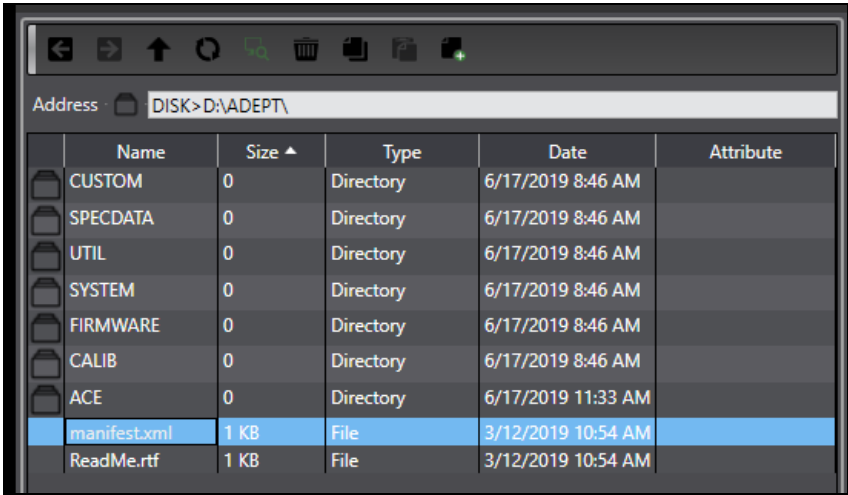 Address DISK>D:\ADEPT\
Name Size Type Date Attribute
CUSTOM 0 Directory 6/17/2019 8:46 AM
SPECDATA 0 Directory 6/17/2019 8:46 AM
UTIL 0 Directory 6/17/2019 8:46 AM
SYSTEM 0 Directory 6/17/2019 8:46 AM
FIRMWARE 0 Directory 6/17/2019 8:46 AM
CALIB 0 Directory 6/17/2019 8:46 AM
ACE 0 Directory 6/17/2019 11:33 AM
manifest.xml 1 KB File 3/12/2019 10:54 AM
ReadMe.rtf 1 KB File 3/12/2019 10:54 AM